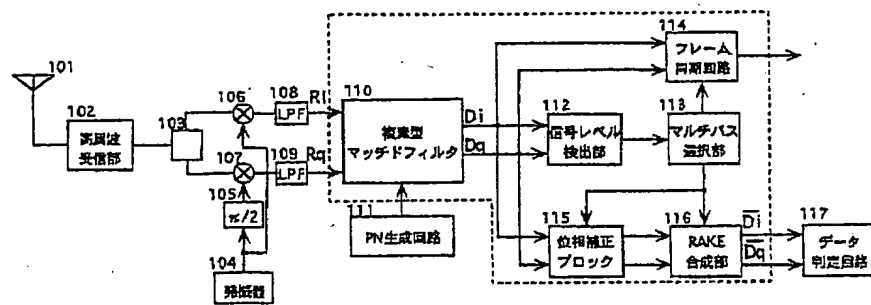 101
102
高周波
受信部
103
106
107
105
π/2
104
発振器
108
LPF
RI
109
LPF
Rq
110
複素型
マッチドフィルタ
111
PN生成回路
Di
Dq
112
信号レベル
検出部
113
マルチパス
選択部
114
フレーム
同期回路
115
位相補正
ブロック
116
RAKE
合成部
Di
Dq
117
データ
判定回路